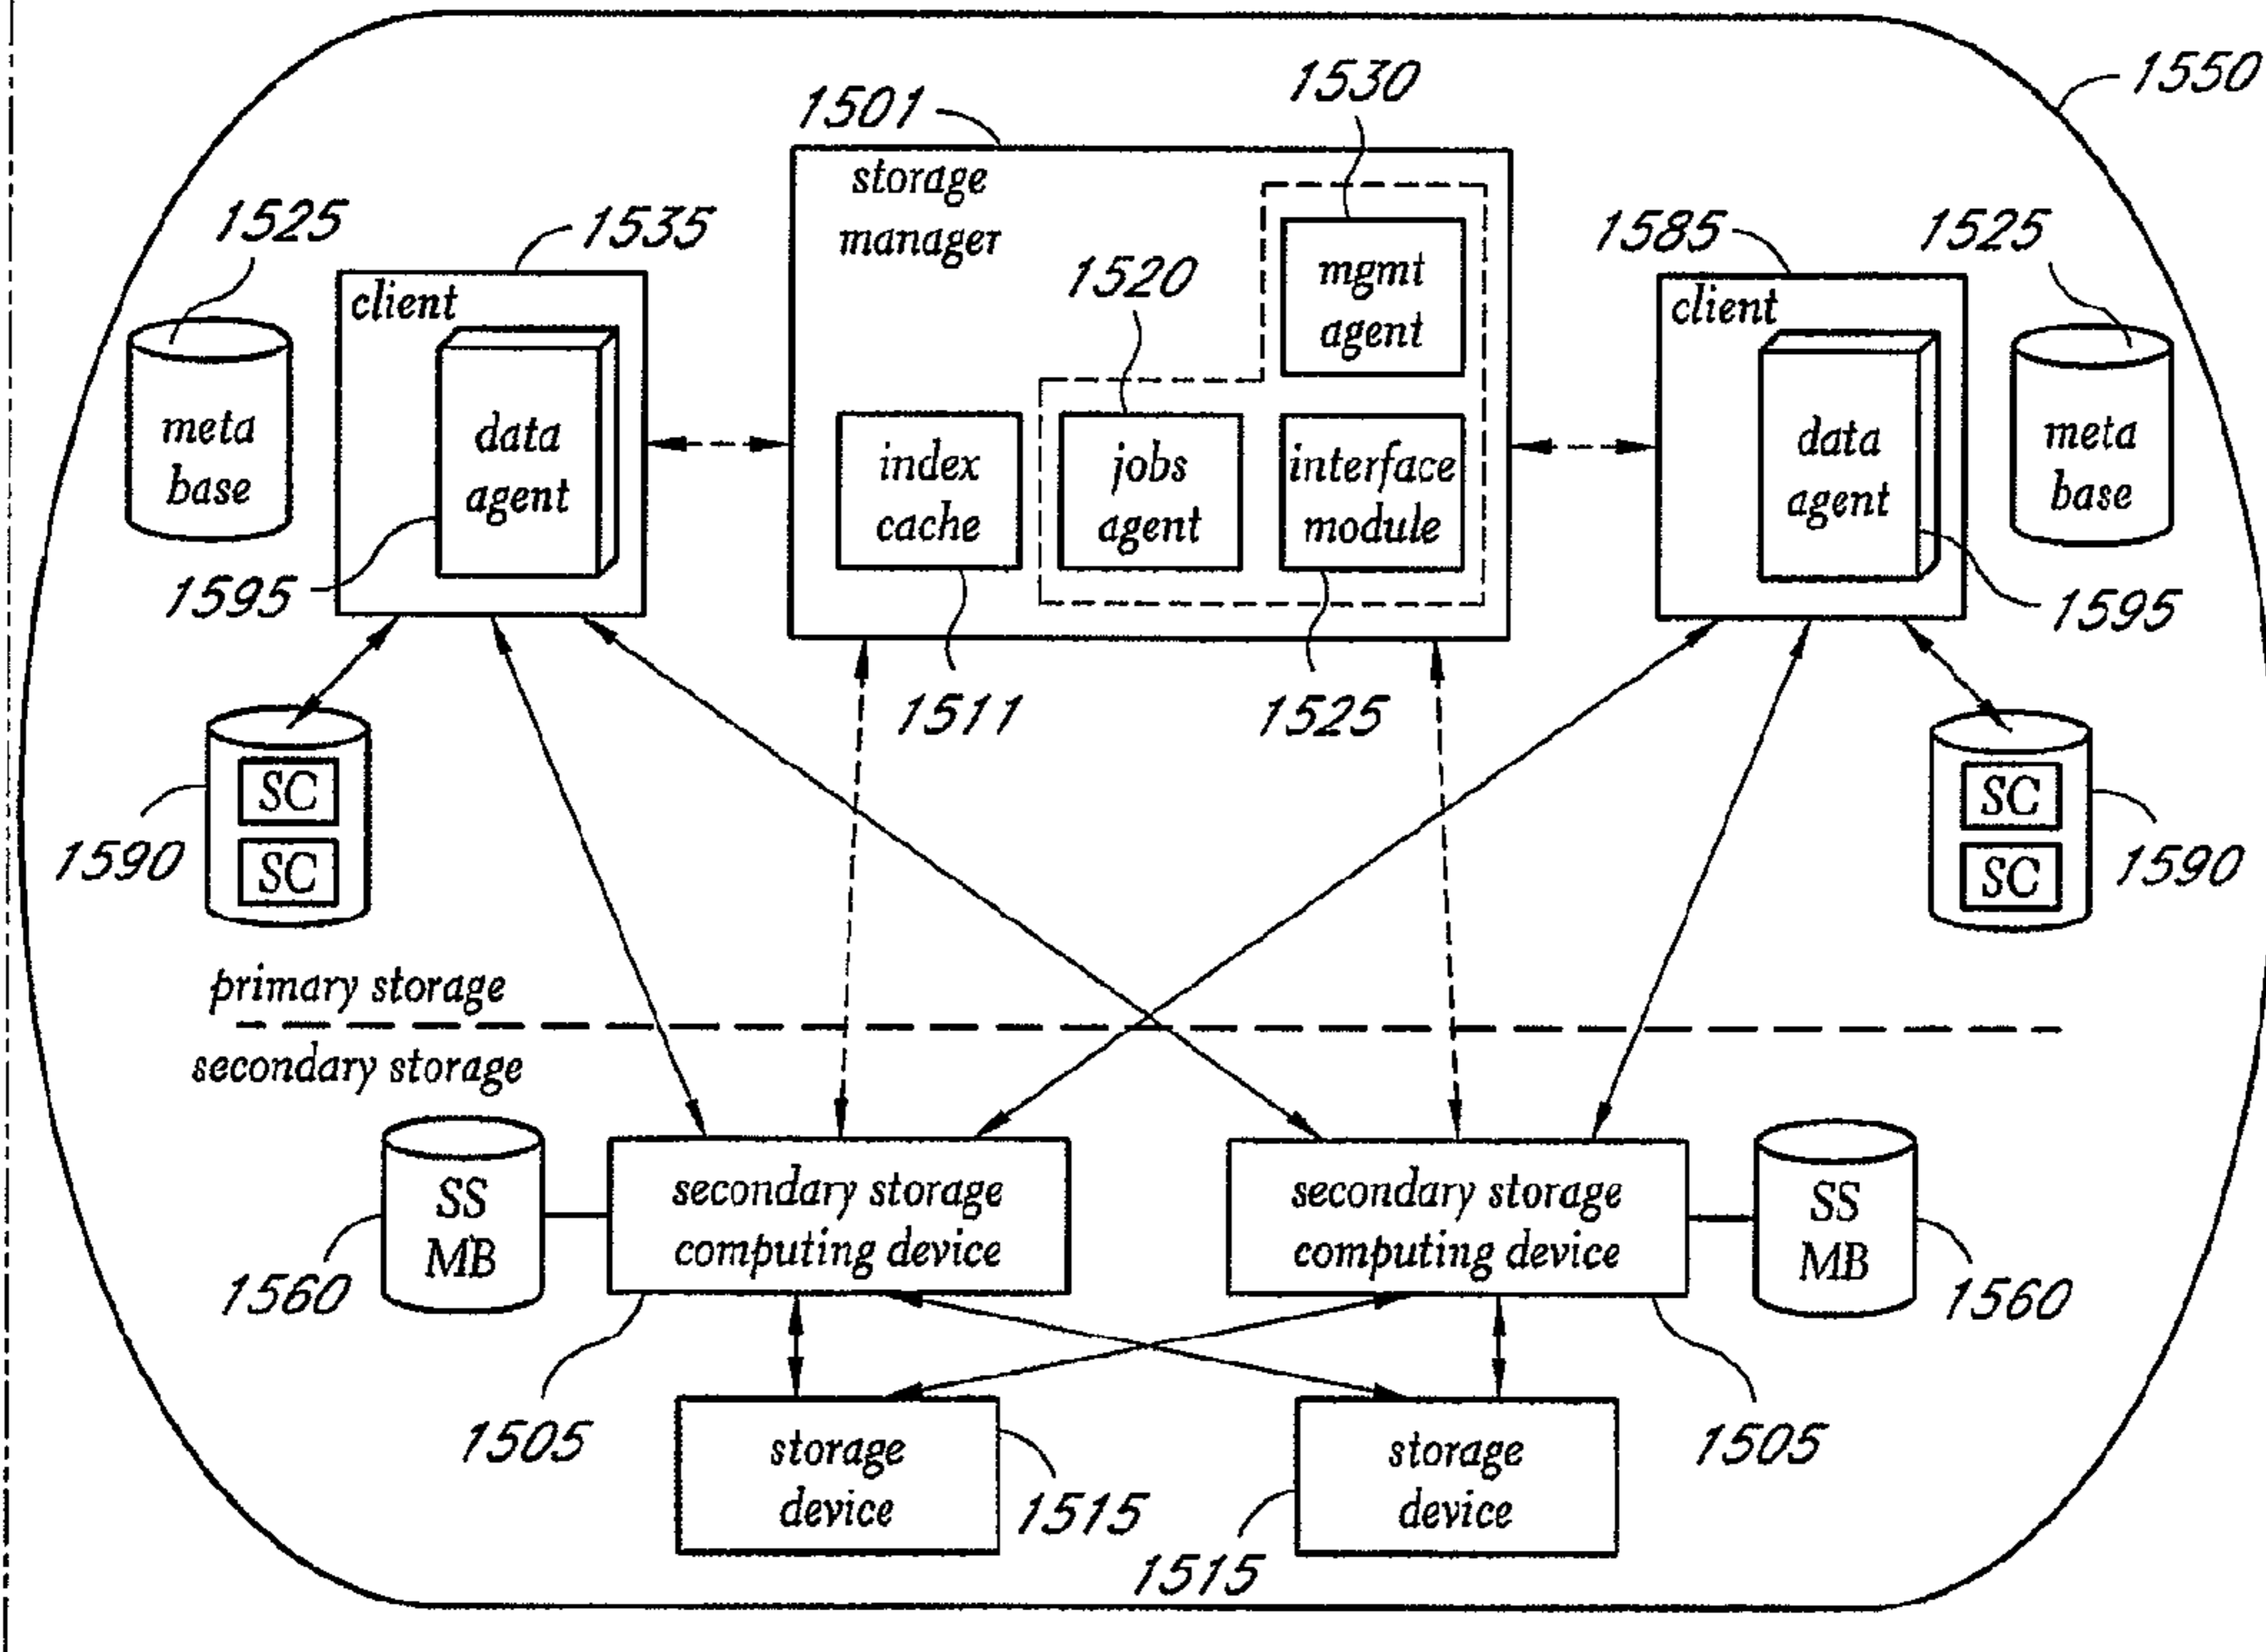 1550
1530
1501
storage
manager
1525
1535
1585
1525
client
mgmt
agent
1520
client
meta
base
data
agent
index
cache
jobs
agent
interface
module
data
agent
meta
base
1595
1595
1511
1525
SC
SC
1590
SC
SC
1590
primary storage
secondary storage
SS
MB
secondary storage
computing device
secondary storage
computing device
SS
MB
1560
1560
1505
storage
device
1515
storage
device
1515
1505